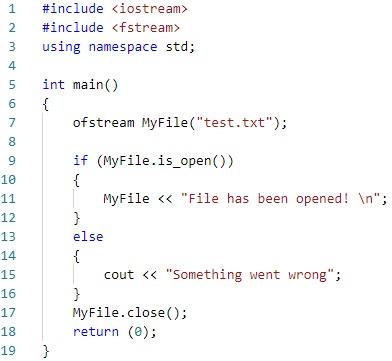 1 #include <iostream>
2 #include <fstream>
3 using namespace std;
4
5 int main()
6 {
7     ofstream MyFile("test.txt");
8
9     if (MyFile.is_open())
10     {
11         MyFile << "File has been opened! \n";
12     }
13     else
14     {
15         cout << "Something went wrong";
16     }
17     MyFile.close();
18     return (0);
19 }